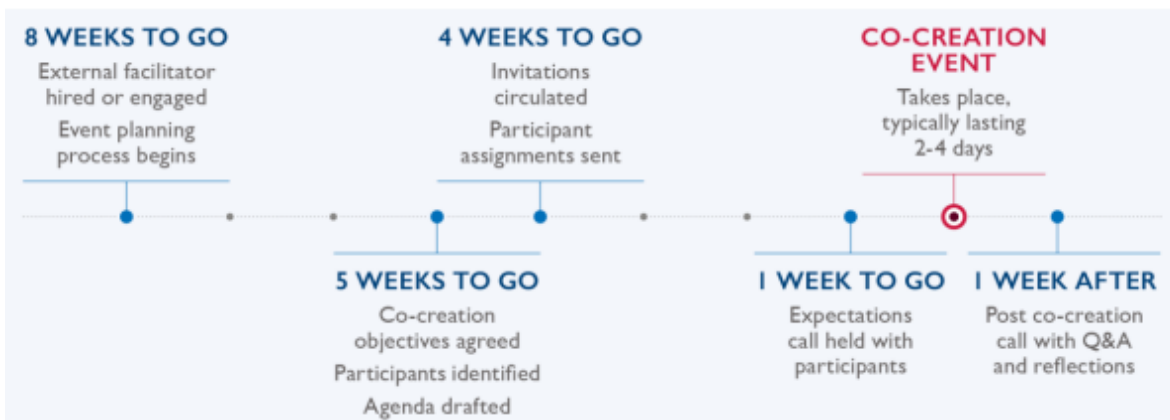 8 WEEKS TO GO
External facilitator
hired or engaged
Event planning
process begins
5 WEEKS TO GO
Co-creation
objectives agreed
Participants identified
Agenda drafted
4 WEEKS TO GO
Invitations
circulated
Participant
assignments sent
1 WEEK TO GO
Expectations
call held with
participants
CO-CREATION
EVENT
Takes place,
typically lasting
2-4 days
1 WEEK AFTER
Post co-creation
call with Q&A
and reflections